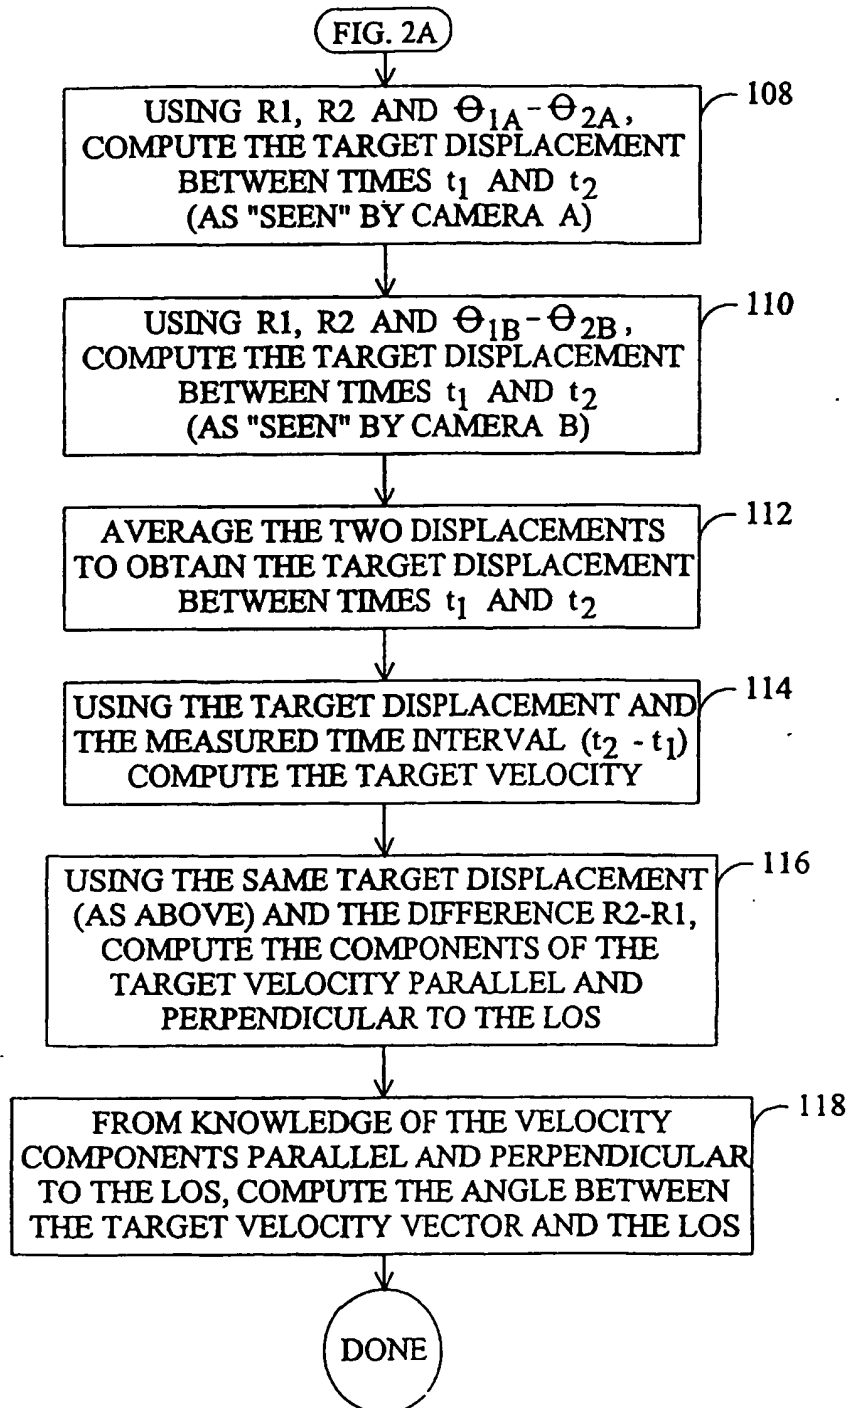 FIG. 2A
108
USING R1, R2 AND Θ1A-Θ2A,
COMPUTE THE TARGET DISPLACEMENT
BETWEEN TIMES t1 AND t2
(AS "SEEN" BY CAMERA A)
110
USING R1, R2 AND Θ1B-Θ2B,
COMPUTE THE TARGET DISPLACEMENT
BETWEEN TIMES t1 AND t2
(AS "SEEN" BY CAMERA B)
112
AVERAGE THE TWO DISPLACEMENTS
TO OBTAIN THE TARGET DISPLACEMENT
BETWEEN TIMES t1 AND t2
114
USING THE TARGET DISPLACEMENT AND
THE MEASURED TIME INTERVAL (t2 - t1)
COMPUTE THE TARGET VELOCITY
116
USING THE SAME TARGET DISPLACEMENT
(AS ABOVE) AND THE DIFFERENCE R2-R1,
COMPUTE THE COMPONENTS OF THE
TARGET VELOCITY PARALLEL AND
PERPENDICULAR TO THE LOS
118
FROM KNOWLEDGE OF THE VELOCITY
COMPONENTS PARALLEL AND PERPENDICULAR
TO THE LOS, COMPUTE THE ANGLE BETWEEN
THE TARGET VELOCITY VECTOR AND THE LOS
DONE